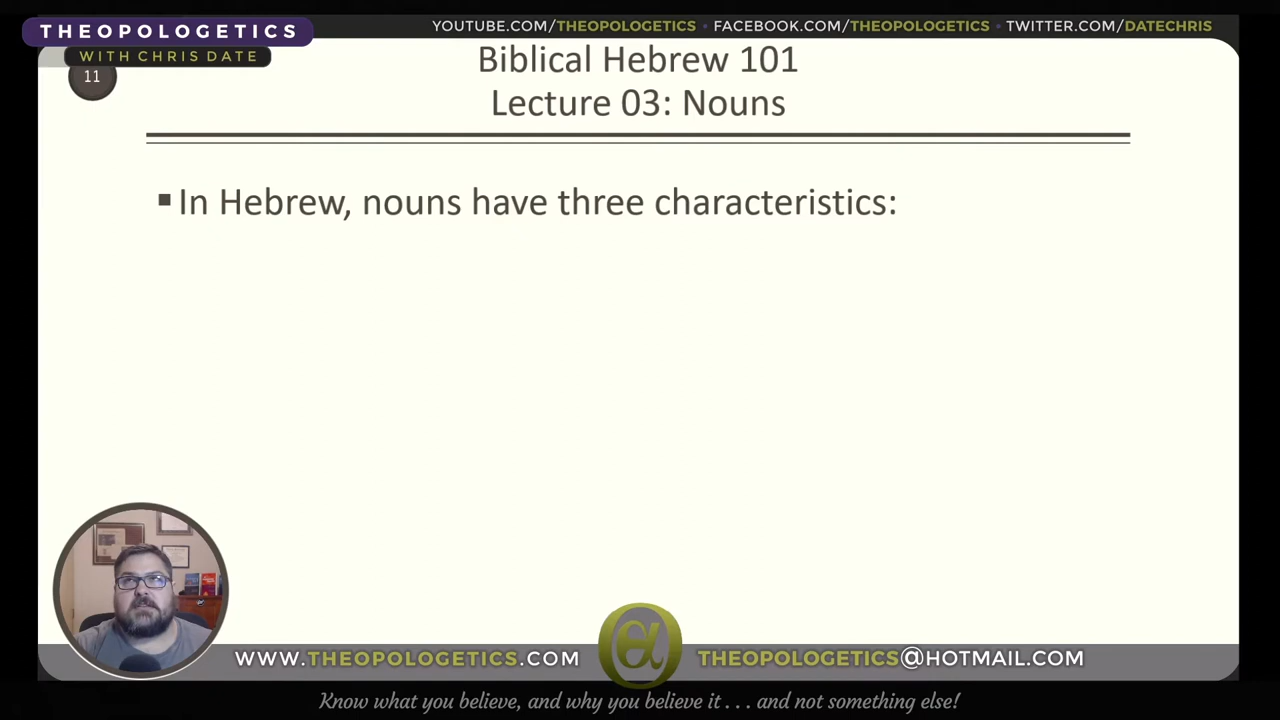 THEOPOLOGETICS
WITH CHRIS DATE
YOUTUBE.COM/THEOPOLOGETICS • FACEBOOK.COM/THEOPOLOGETICS • TWITTER.COM/DATECHRIS
11
Biblical Hebrew 101
Lecture 03: Nouns
▪ In Hebrew, nouns have three characteristics:
WWW.THEOPOLOGETICS.COM
THEOPOLOGETICS@HOTMAIL.COM
Know what you believe, and why you believe it . . . and not something else!